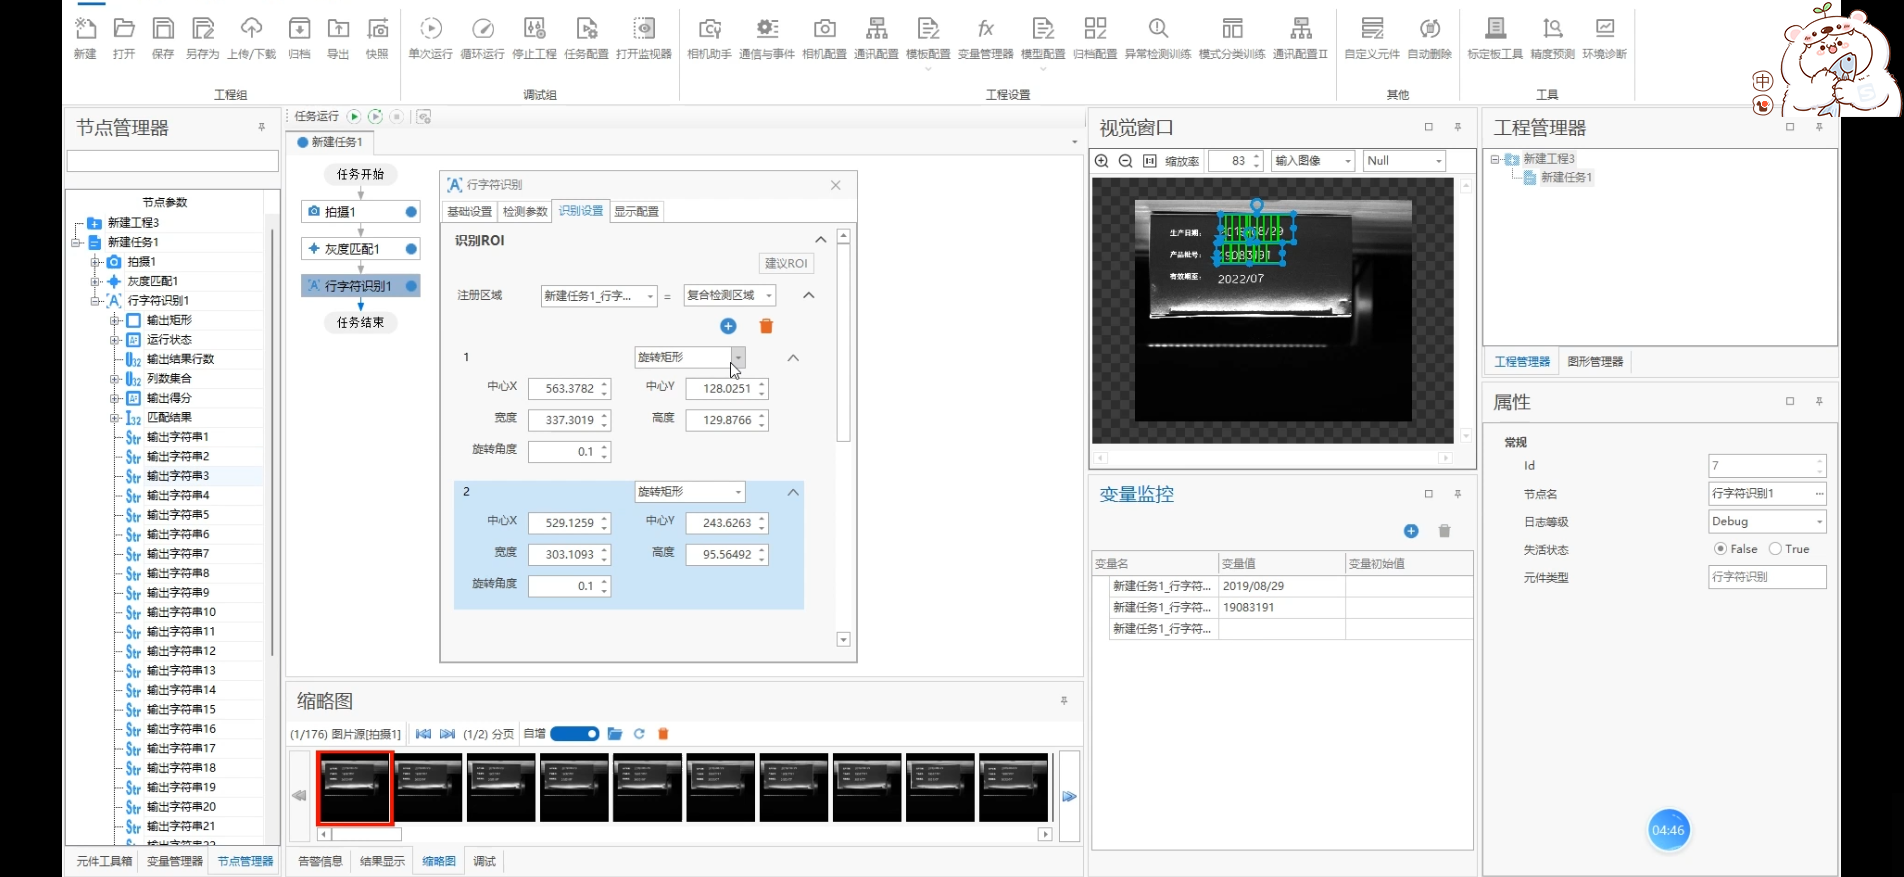 新建 打开 保存 另存为 上传/下载 归档 导出 快照 单次运行 循环运行 停止工程 任务配置 打开监视器 相机助手 通信与事件 相机配置 通讯配置 模板配置 变量管理器 模型配置 归档配置 异常检测训练 模式分类训练 通讯配置II 自定义元件 自动删除 标定板工具 精度预测 环境诊断
工程组 调试组 工程设置 其他 工具
中
节点管理器
节点参数
新建工程3
新建任务1
拍摄1
灰度匹配1
行字符识别1
输出矩形
运行状态
输出结果行数
列数集合
输出得分
匹配结果
Str 输出字符串1
Str 输出字符串2
Str 输出字符串3
Str 输出字符串4
Str 输出字符串5
Str 输出字符串6
Str 输出字符串7
Str 输出字符串8
Str 输出字符串9
Str 输出字符串10
Str 输出字符串11
Str 输出字符串12
Str 输出字符串13
Str 输出字符串14
Str 输出字符串15
Str 输出字符串16
Str 输出字符串17
Str 输出字符串18
Str 输出字符串19
Str 输出字符串20
Str 输出字符串21
元件工具箱 变量管理器 节点管理器
任务运行
新建任务1
任务开始
拍摄1
灰度匹配1
行字符识别1
任务结束
行字符识别
基础设置 检测参数 识别设置 显示配置
识别ROI
建议ROI
注册区域 新建任务1_行字... = 复合检测区域
1 旋转矩形
中心X 563.3782 中心Y 128.0251
宽度 337.3019 高度 129.8766
旋转角度 0.1
2 旋转矩形
中心X 529.1259 中心Y 243.6263
宽度 303.1093 高度 95.56492
旋转角度 0.1
缩略图
(1/176) 图片源[拍摄1] (1/2) 分页 自增
告警信息 结果显示 缩略图 调试
视觉窗口
缩放率 83 输入图像 Null
生产日期: 2019/08/29
产品批号: 19083191
有效期至: 2022/07
变量监控
变量名 变量值 变量初始值
新建任务1_行字符... 2019/08/29
新建任务1_行字符... 19083191
新建任务1_行字符...
工程管理器
新建工程3
新建任务1
工程管理器 图形管理器
属性
常规
Id 7
节点名 行字符识别1 ...
日志等级 Debug
失活状态 False True
元件类型 行字符识别
04:46